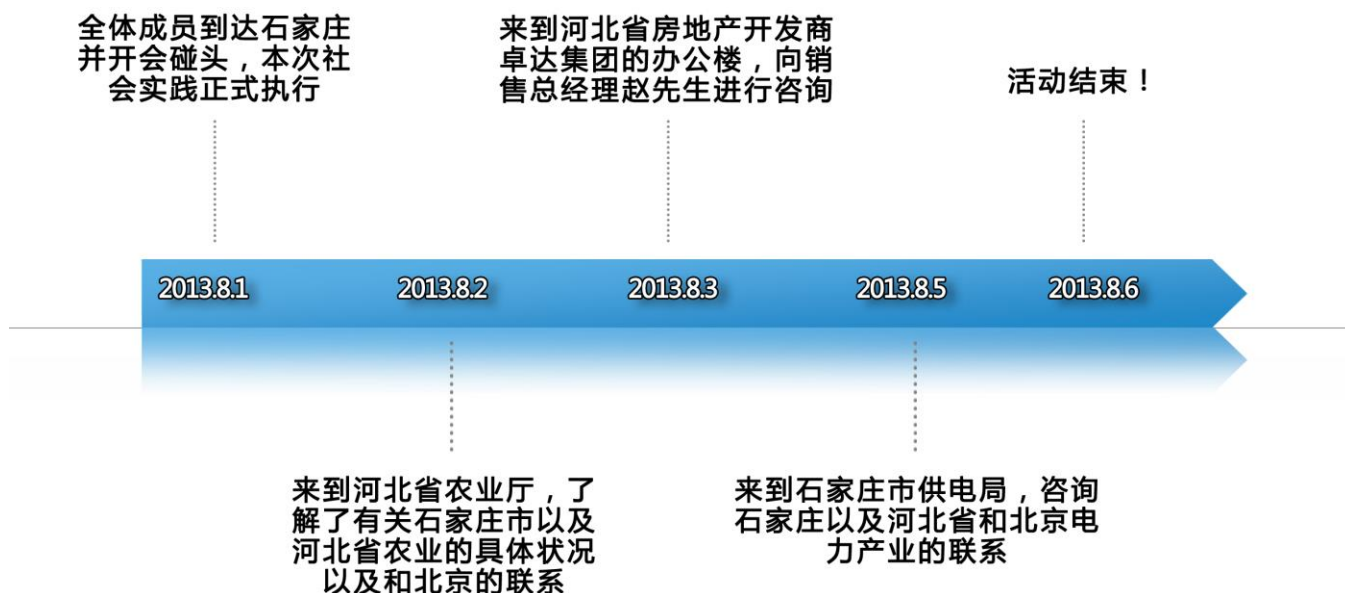 全体成员到达石家庄
并开会碰头，本次社
会实践正式执行
来到河北省房地产开发商
卓达集团的办公楼，向销
售总经理赵先生进行咨询
活动结束！
2013.8.1
2013.8.2
2013.8.3
2013.8.5
2013.8.6
来到河北省农业厅，了
解了有关石家庄市以及
河北省农业的具体状况
以及和北京的联系
来到石家庄市供电局，咨询
石家庄以及河北省和北京电
力产业的联系